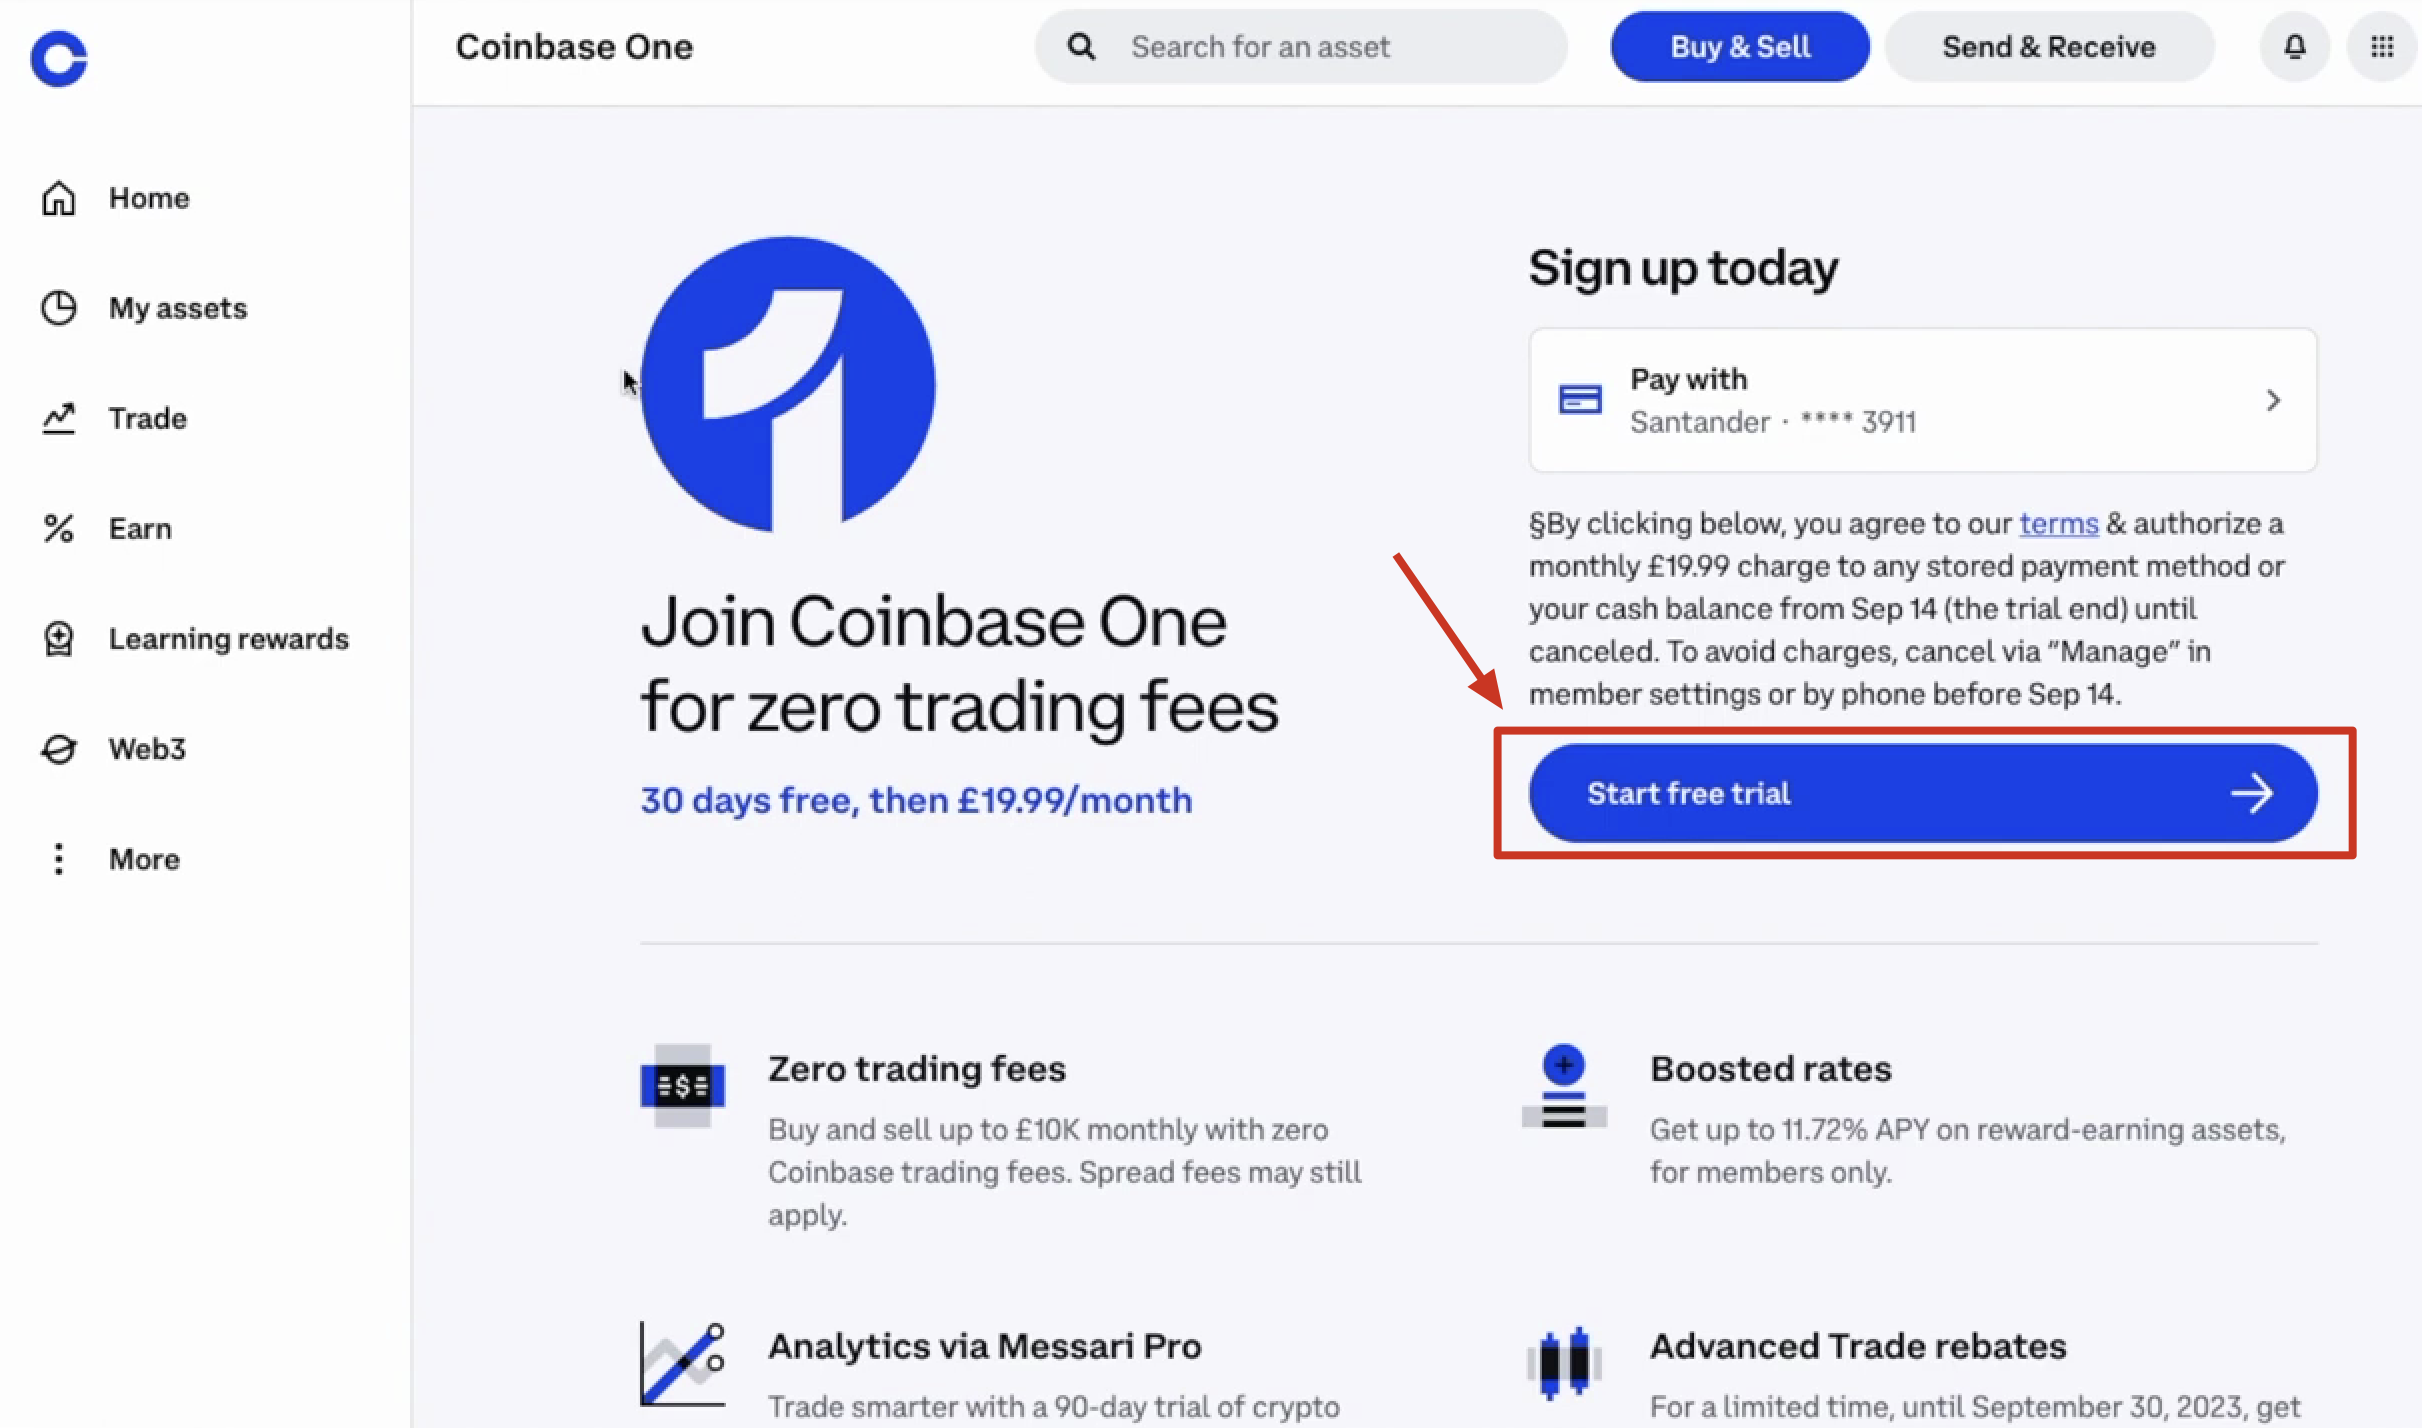 Coinbase One
Search for an asset
Buy & Sell
Send & Receive
Home
My assets
Trade
Earn
Learning rewards
Web3
More
Join Coinbase One
for zero trading fees
30 days free, then £19.99/month
Sign up today
Pay with
Santander · **** 3911
§By clicking below, you agree to our terms & authorize a
monthly £19.99 charge to any stored payment method or
your cash balance from Sep 14 (the trial end) until
canceled. To avoid charges, cancel via “Manage” in
member settings or by phone before Sep 14.
Start free trial
Zero trading fees
Buy and sell up to £10K monthly with zero
Coinbase trading fees. Spread fees may still
apply.
Boosted rates
Get up to 11.72% APY on reward-earning assets,
for members only.
Analytics via Messari Pro
Trade smarter with a 90-day trial of crypto
Advanced Trade rebates
For a limited time, until September 30, 2023, get